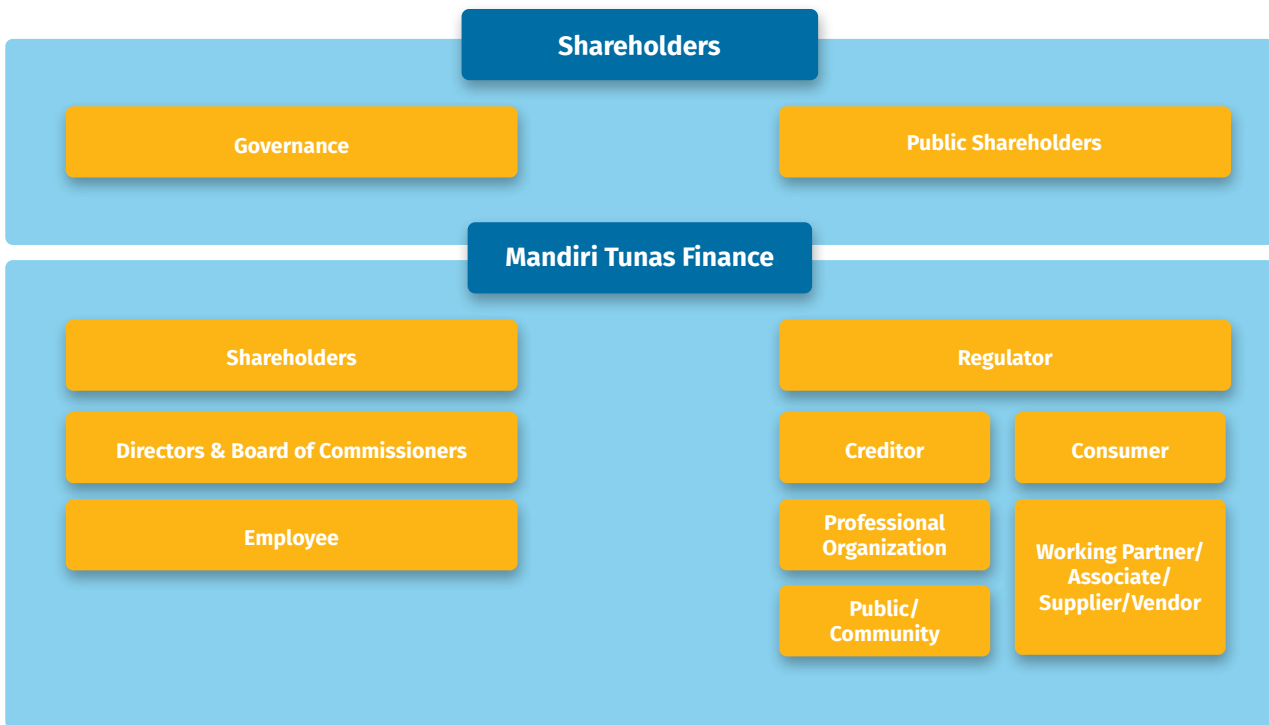 Shareholders
Governance
Public Shareholders
Mandiri Tunas Finance
Shareholders
Regulator
Directors & Board of Commissioners
Creditor
Consumer
Employee
Professional
Organization
Working Partner/
Associate/
Supplier/Vendor
Public/
Community